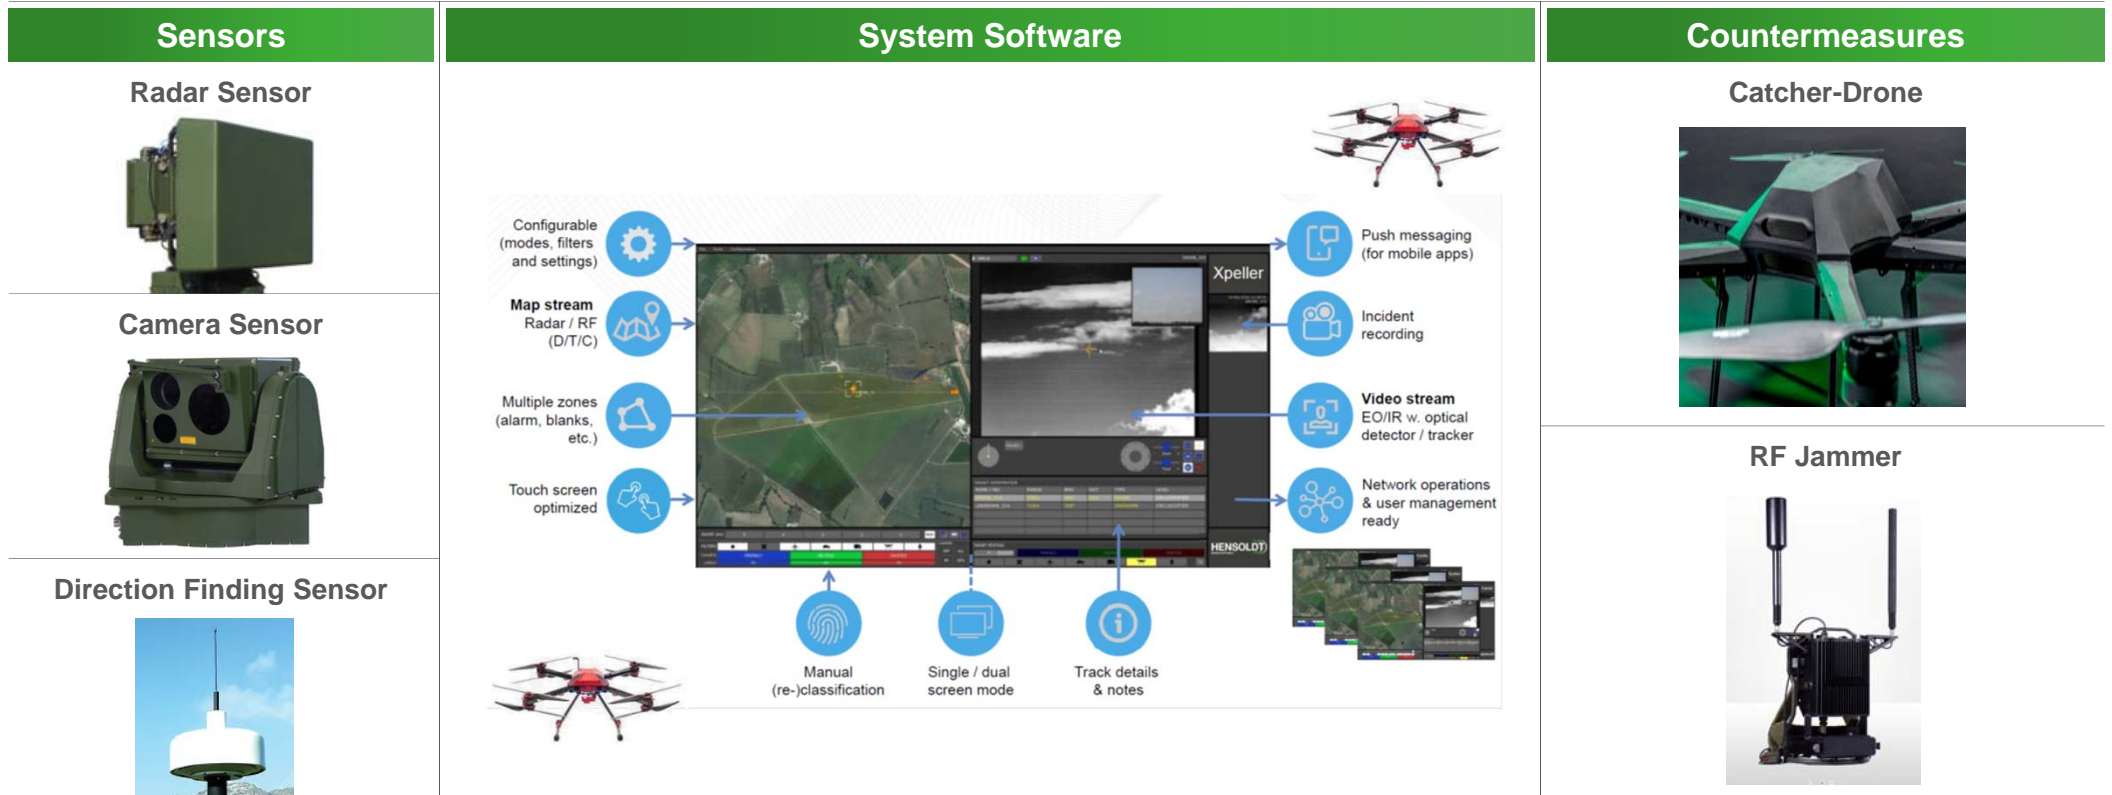 Sensors
System Software
Countermeasures
Radar Sensor
Camera Sensor
Direction Finding Sensor
Configurable
(modes, filters
and settings)
Map stream
Radar / RF
(D/T/C)
Multiple zones
(alarm, blanks,
etc.)
Touch screen
optimized
Xpeller
HENSOLDT
Push messaging
(for mobile apps)
Incident
recording
Video stream
EO/IR w. optical
detector / tracker
Network operations
& user management
ready
Manual
(re-)classification
Single / dual
screen mode
Track details
& notes
Catcher-Drone
RF Jammer